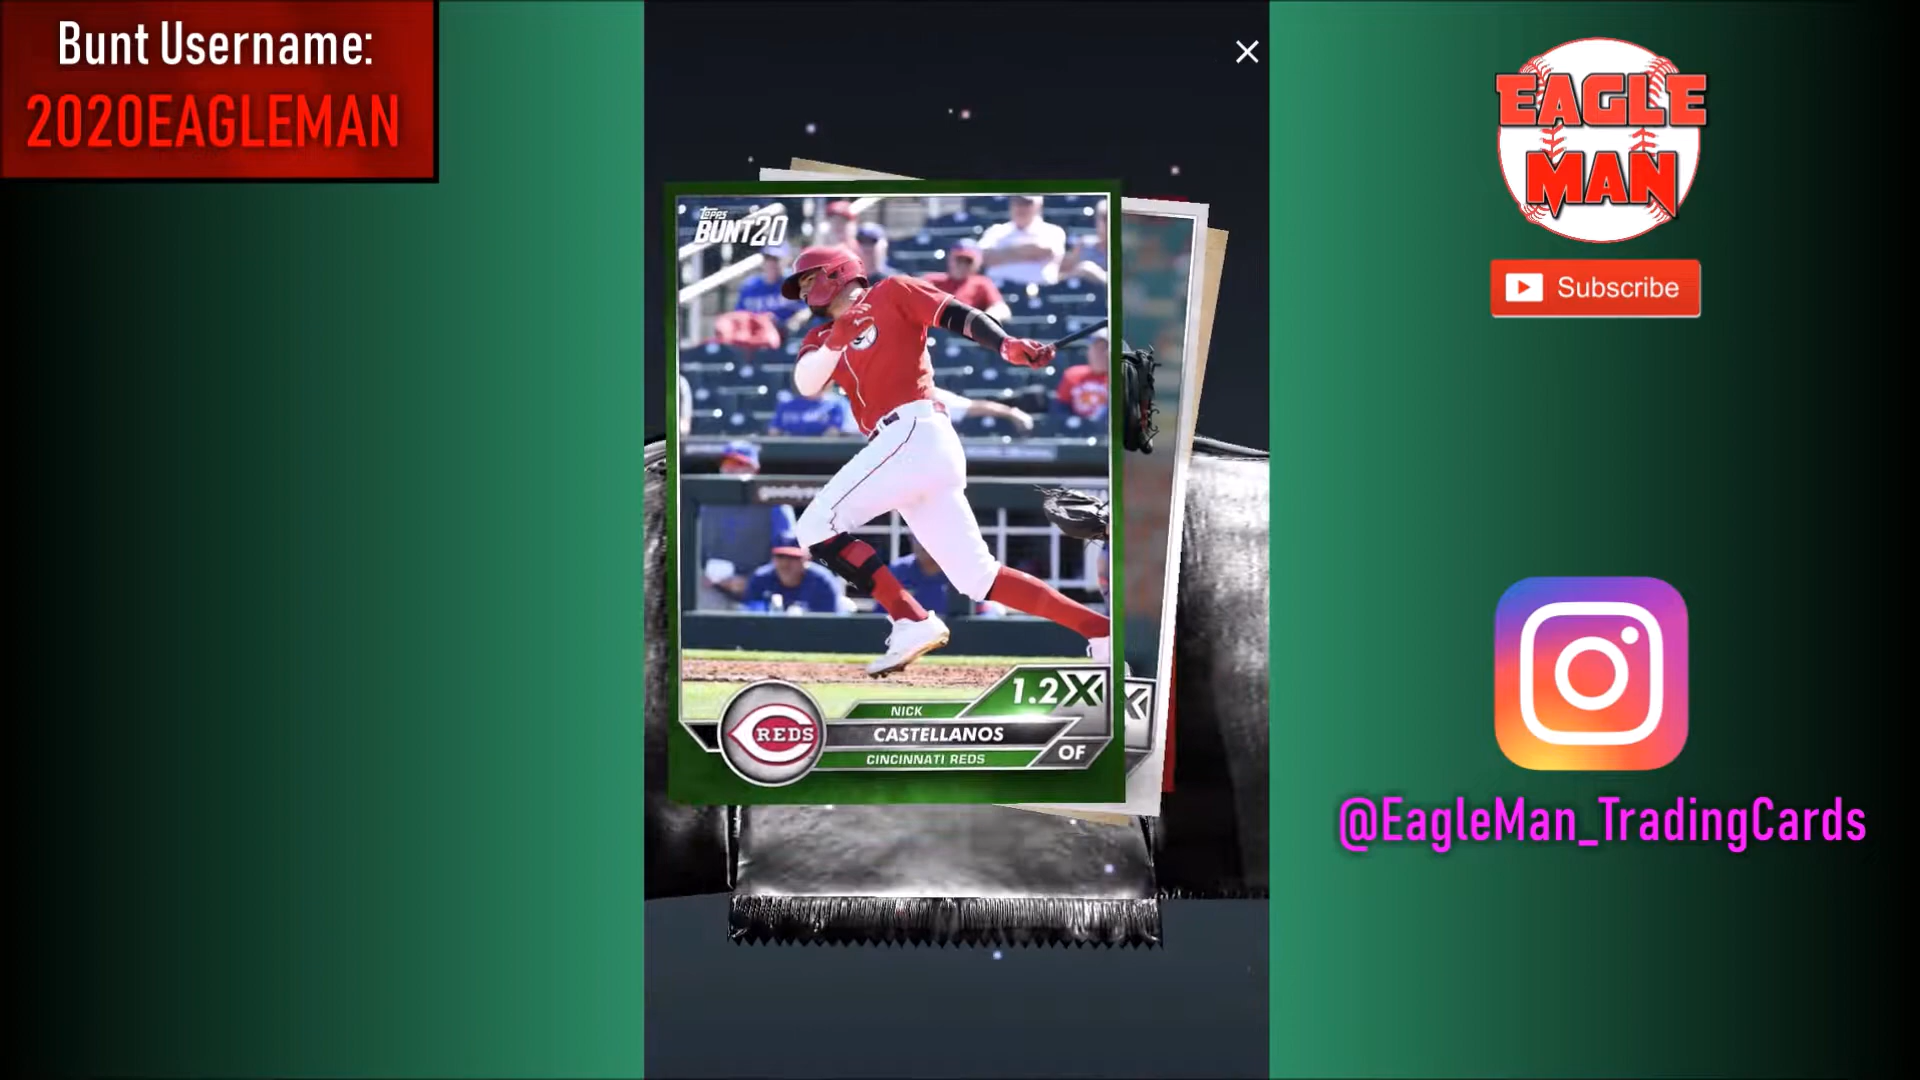 Bunt Username:
2020EAGLEMAN
TOPPS
BUNT20
1.2X
NICK
CASTELLANOS
CINCINNATI REDS
OF
REDS
X
EAGLE
MAN
Subscribe
@EagleMan_TradingCards